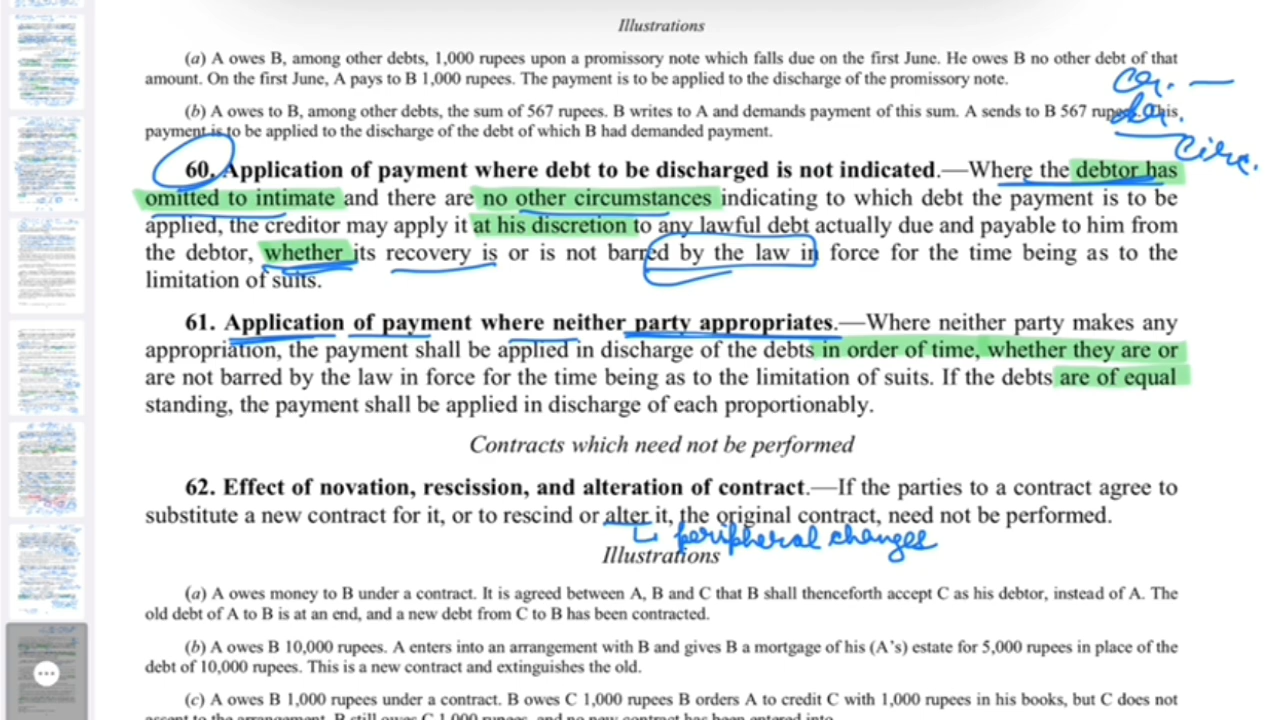 Illustrations
(a) A owes B, among other debts, 1,000 rupees upon a promissory note which falls due on the first June. He owes B no other debt of that
amount. On the first June, A pays to B 1,000 rupees. The payment is to be applied to the discharge of the promissory note.
(b) A owes to B, among other debts, the sum of 567 rupees. B writes to A and demands payment of this sum. A sends to B 567 rupees. This
payment is to be applied to the discharge of the debt of which B had demanded payment.
circ.
60. Application of payment where debt to be discharged is not indicated.—Where the debtor has
omitted to intimate and there are no other circumstances indicating to which debt the payment is to be
applied, the creditor may apply it at his discretion to any lawful debt actually due and payable to him from
the debtor, whether its recovery is or is not barred by the law in force for the time being as to the
limitation of suits.
61. Application of payment where neither party appropriates.—Where neither party makes any
appropriation, the payment shall be applied in discharge of the debts in order of time, whether they are or
are not barred by the law in force for the time being as to the limitation of suits. If the debts are of equal
standing, the payment shall be applied in discharge of each proportionably.
Contracts which need not be performed
62. Effect of novation, rescission, and alteration of contract.—If the parties to a contract agree to
substitute a new contract for it, or to rescind or alter it, the original contract, need not be performed.
peripheral changes
Illustrations
(a) A owes money to B under a contract. It is agreed between A, B and C that B shall thenceforth accept C as his debtor, instead of A. The
old debt of A to B is at an end, and a new debt from C to B has been contracted.
(b) A owes B 10,000 rupees. A enters into an arrangement with B and gives B a mortgage of his (A's) estate for 5,000 rupees in place of the
debt of 10,000 rupees. This is a new contract and extinguishes the old.
(c) A owes B 1,000 rupees under a contract. B owes C 1,000 rupees B orders A to credit C with 1,000 rupees in his books, but C does not